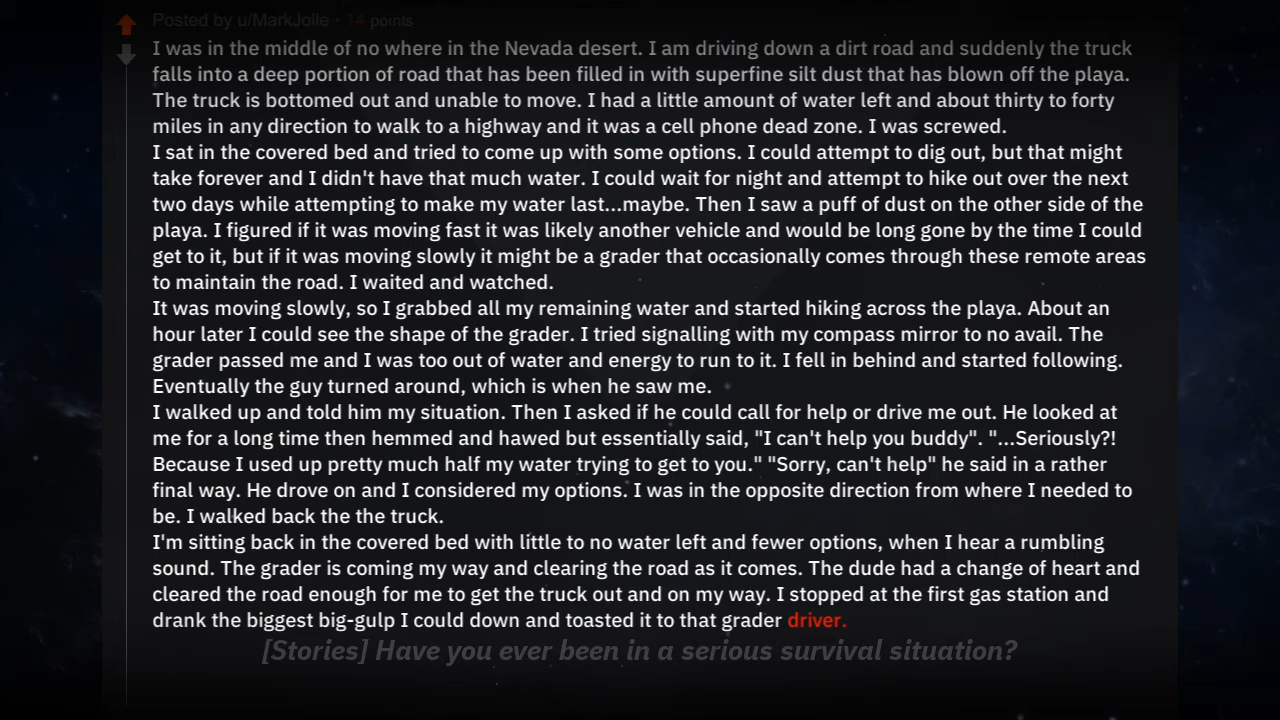 Posted by u/MarkJolle · 14 points
I was in the middle of no where in the Nevada desert. I am driving down a dirt road and suddenly the truck
falls into a deep portion of road that has been filled in with superfine silt dust that has blown off the playa.
The truck is bottomed out and unable to move. I had a little amount of water left and about thirty to forty
miles in any direction to walk to a highway and it was a cell phone dead zone. I was screwed.
I sat in the covered bed and tried to come up with some options. I could attempt to dig out, but that might
take forever and I didn't have that much water. I could wait for night and attempt to hike out over the next
two days while attempting to make my water last...maybe. Then I saw a puff of dust on the other side of the
playa. I figured if it was moving fast it was likely another vehicle and would be long gone by the time I could
get to it, but if it was moving slowly it might be a grader that occasionally comes through these remote areas
to maintain the road. I waited and watched.
It was moving slowly, so I grabbed all my remaining water and started hiking across the playa. About an
hour later I could see the shape of the grader. I tried signalling with my compass mirror to no avail. The
grader passed me and I was too out of water and energy to run to it. I fell in behind and started following.
Eventually the guy turned around, which is when he saw me.
I walked up and told him my situation. Then I asked if he could call for help or drive me out. He looked at
me for a long time then hemmed and hawed but essentially said, "I can't help you buddy". "...Seriously?!
Because I used up pretty much half my water trying to get to you." "Sorry, can't help" he said in a rather
final way. He drove on and I considered my options. I was in the opposite direction from where I needed to
be. I walked back the the truck.
I'm sitting back in the covered bed with little to no water left and fewer options, when I hear a rumbling
sound. The grader is coming my way and clearing the road as it comes. The dude had a change of heart and
cleared the road enough for me to get the truck out and on my way. I stopped at the first gas station and
drank the biggest big-gulp I could down and toasted it to that grader driver.
[Stories] Have you ever been in a serious survival situation?